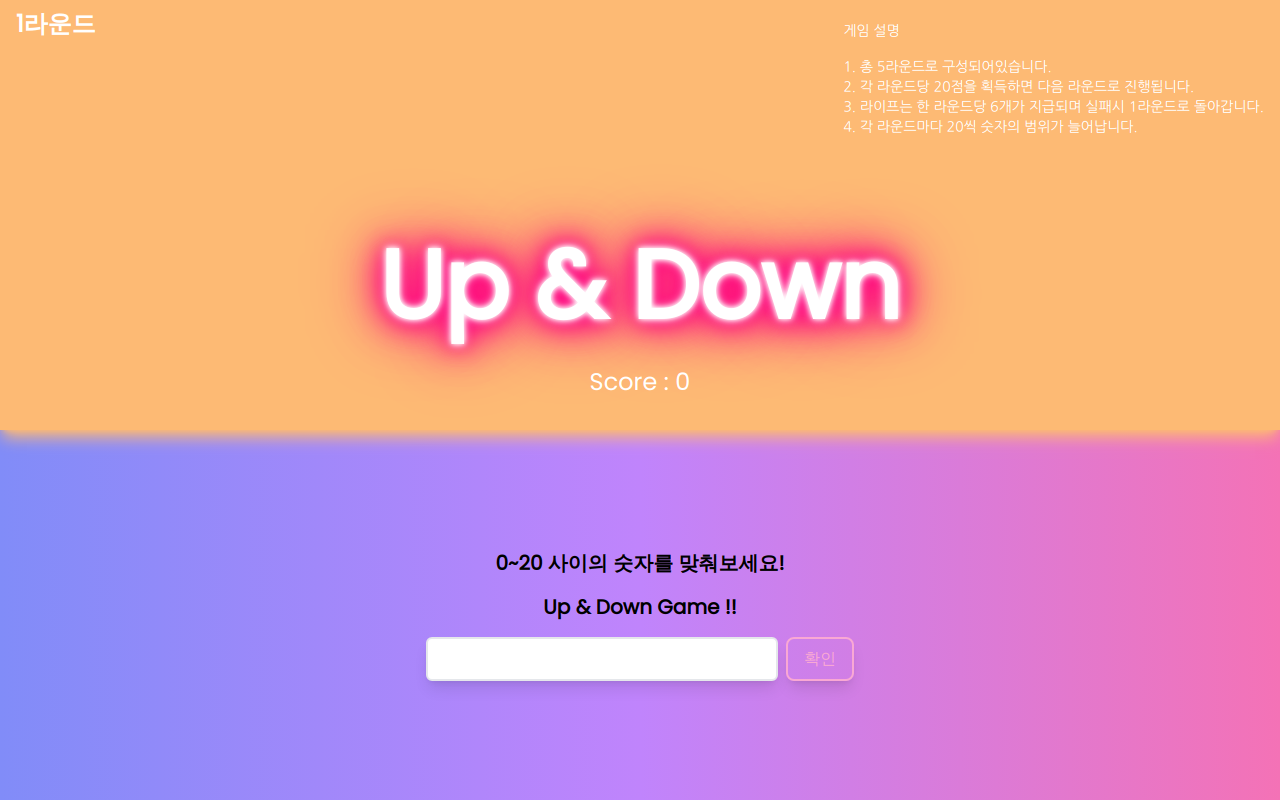 1라운드
게임 설명
1. 총 5라운드로 구성되어있습니다.
2. 각 라운드당 20점을 획득하면 다음 라운드로 진행됩니다.
3. 라이프는 한 라운드당 6개가 지급되며 실패시 1라운드로 돌아갑니다.
4. 각 라운드마다 20씩 숫자의 범위가 늘어납니다.
Up & Down
Score : 0
0~20 사이의 숫자를 맞춰보세요!
Up & Down Game !!
확인